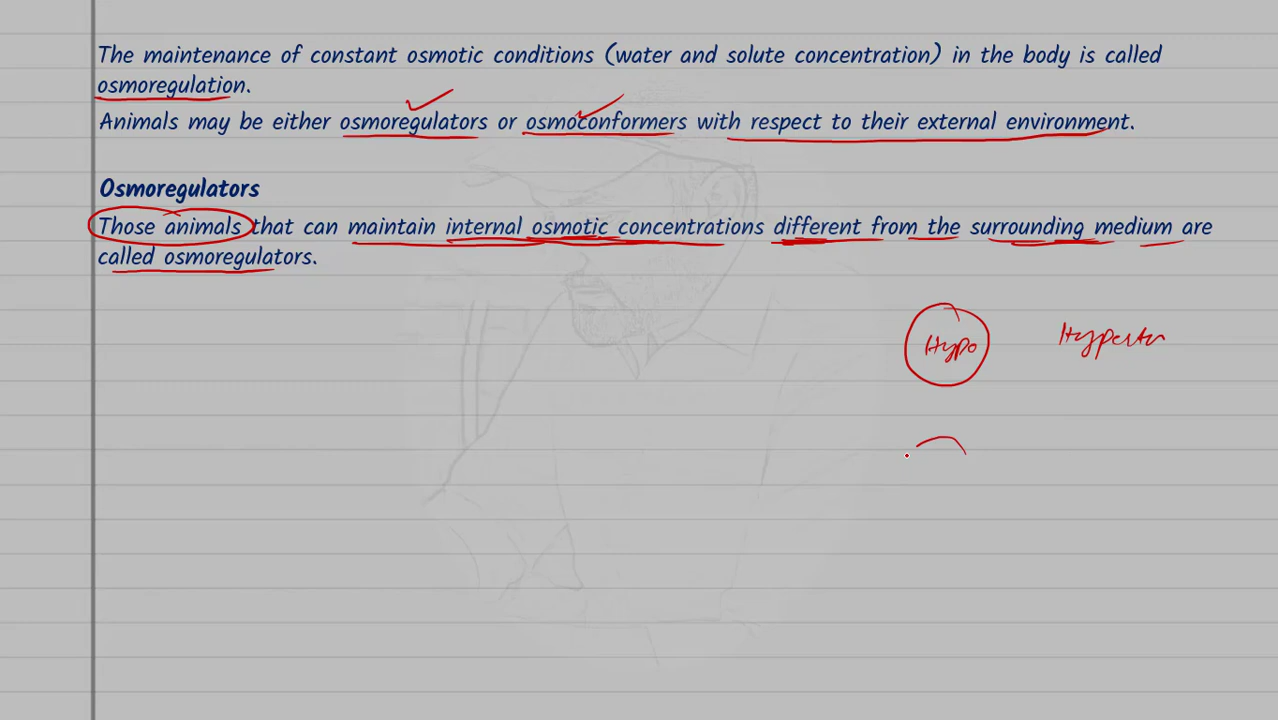 The maintenance of constant osmotic conditions (water and solute concentration) in the body is called
osmoregulation.
Animals may be either osmoregulators or osmoconformers with respect to their external environment.
Osmoregulators
Those animals that can maintain internal osmotic concentrations different from the surrounding medium are
called osmoregulators.
Hypo